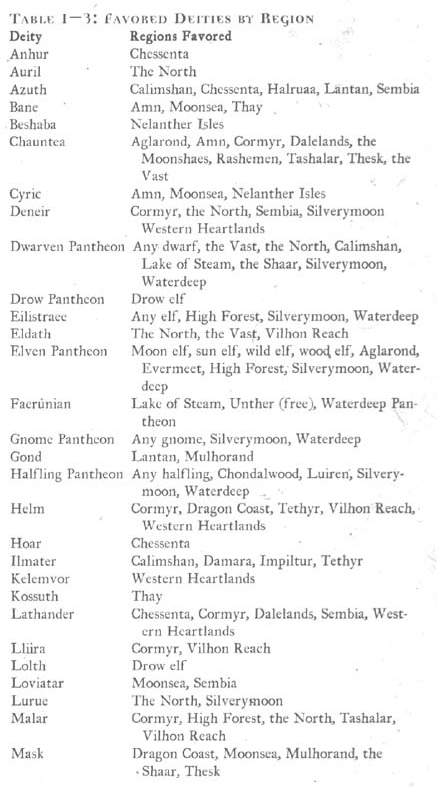 Table 1—3: Favored Deities by Region
Deity Regions Favored
Anhur Chessenta
Auril The North
Azuth Calimshan, Chessenta, Halruaa, Lantan, Sembia
Bane Amn, Moonsea, Thay
Beshaba Nelanther Isles
Chauntea Aglarond, Amn, Cormyr, Dalelands, the
Moonshaes, Rashemen, Tashalar, Thesk, the
Vast
Cyric Amn, Moonsea, Nelanther Isles
Deneir Cormyr, the North, Sembia, Silverymoon
Western Heartlands
Dwarven Pantheon Any dwarf, the Vast, the North, Calimshan,
Lake of Steam, the Shaar, Silverymoon,
Waterdeep
Drow Pantheon Drow elf
Eilistraee Any elf, High Forest, Silverymoon, Waterdeep
Eldath The North, the Vast, Vilhon Reach
Elven Pantheon Moon elf, sun elf, wild elf, wood elf, Aglarond,
Evermeet, High Forest, Silverymoon, Water-
deep
Faerûnian Lake of Steam, Unther (free), Waterdeep Pan-
theon
Gnome Pantheon Any gnome, Silverymoon, Waterdeep
Gond Lantan, Mulhorand
Halfling Pantheon Any halfling, Chondalwood, Luiren, Silvery-
moon, Waterdeep
Helm Cormyr, Dragon Coast, Tethyr, Vilhon Reach,
Western Heartlands
Hoar Chessenta
Ilmater Calimshan, Damara, Impiltur, Tethyr
Kelemvor Western Heartlands
Kossuth Thay
Lathander Chessenta, Cormyr, Dalelands, Sembia, West-
ern Heartlands
Lliira Cormyr, Vilhon Reach
Lolth Drow elf
Loviatar Moonsea, Sembia
Lurue The North, Silverymoon
Malar Cormyr, High Forest, the North, Tashalar,
Vilhon Reach
Mask Dragon Coast, Moonsea, Mulhorand, the
Shaar, Thesk